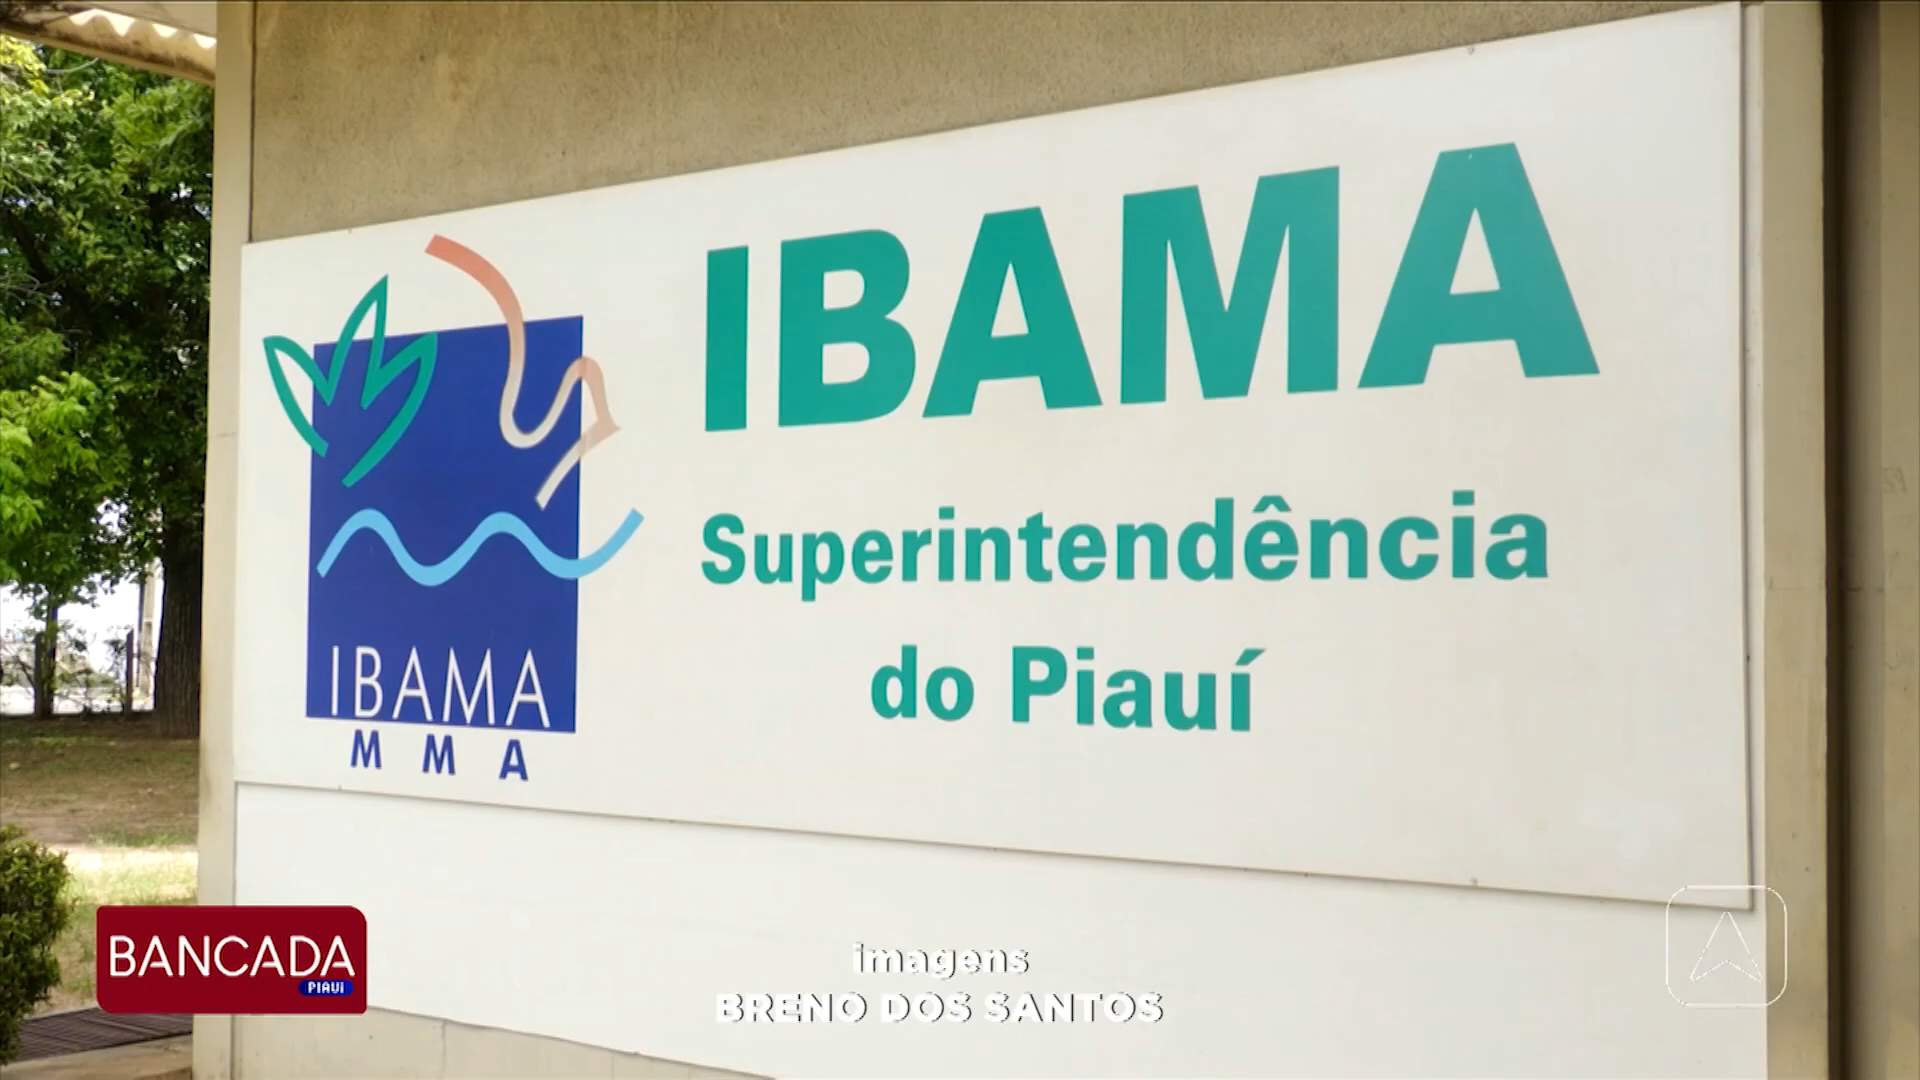 IBAMA
Superintendência
do Piauí
IBAMA
MMA
BANCADA
PIAUÍ
imagens
BRENO DOS SANTOS